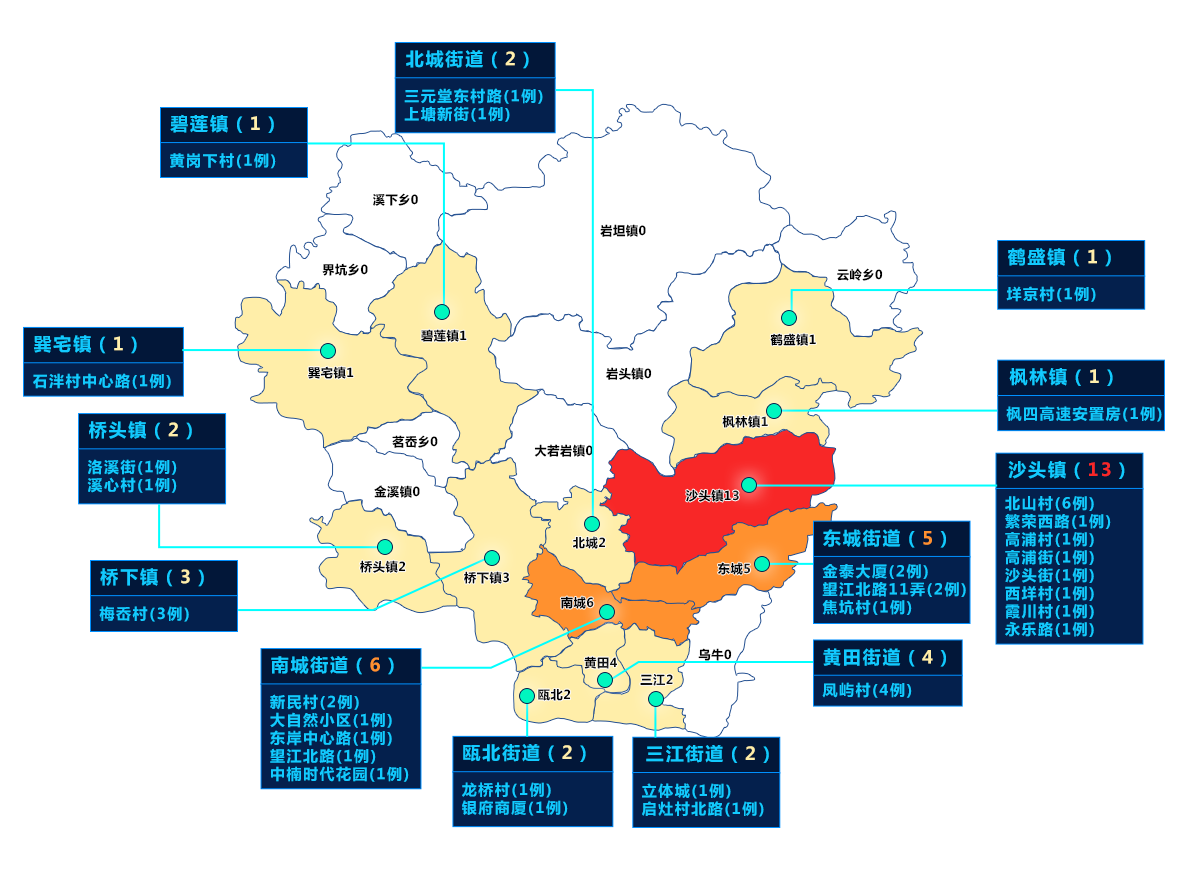 北城街道（2）
三元堂东村路(1例)
上塘新街(1例)
碧莲镇（1）
黄岗下村(1例)
溪下乡0
岩坦镇0
界坑乡0
云岭乡0
鹤盛镇（1）
垟京村(1例)
碧莲镇1
鹤盛镇1
巽宅镇（1）
石泮村中心路(1例)
巽宅镇1
岩头镇0
枫林镇（1）
枫四高速安置房(1例)
枫林镇1
桥头镇（2）
洛溪街(1例)
溪心村(1例)
茗岙乡0
大若岩镇0
金溪镇0
沙头镇13
沙头镇（13）
北山村(6例)
繁荣西路(1例)
高浦村(1例)
高浦街(1例)
沙头街(1例)
西垟村(1例)
霞川村(1例)
永乐路(1例)
北城2
东城街道（5）
金泰大厦(2例)
望江北路11弄(2例)
焦坑村(1例)
桥头镇2
桥下镇3
东城5
桥下镇（3）
梅岙村(3例)
南城6
南城街道（6）
新民村(2例)
大自然小区(1例)
东岸中心路(1例)
望江北路(1例)
中楠时代花园(1例)
黄田4
乌牛0
黄田街道（4）
凤屿村(4例)
三江2
瓯北2
瓯北街道（2）
龙桥村(1例)
银府商厦(1例)
三江街道（2）
立体城(1例)
启灶村北路(1例)